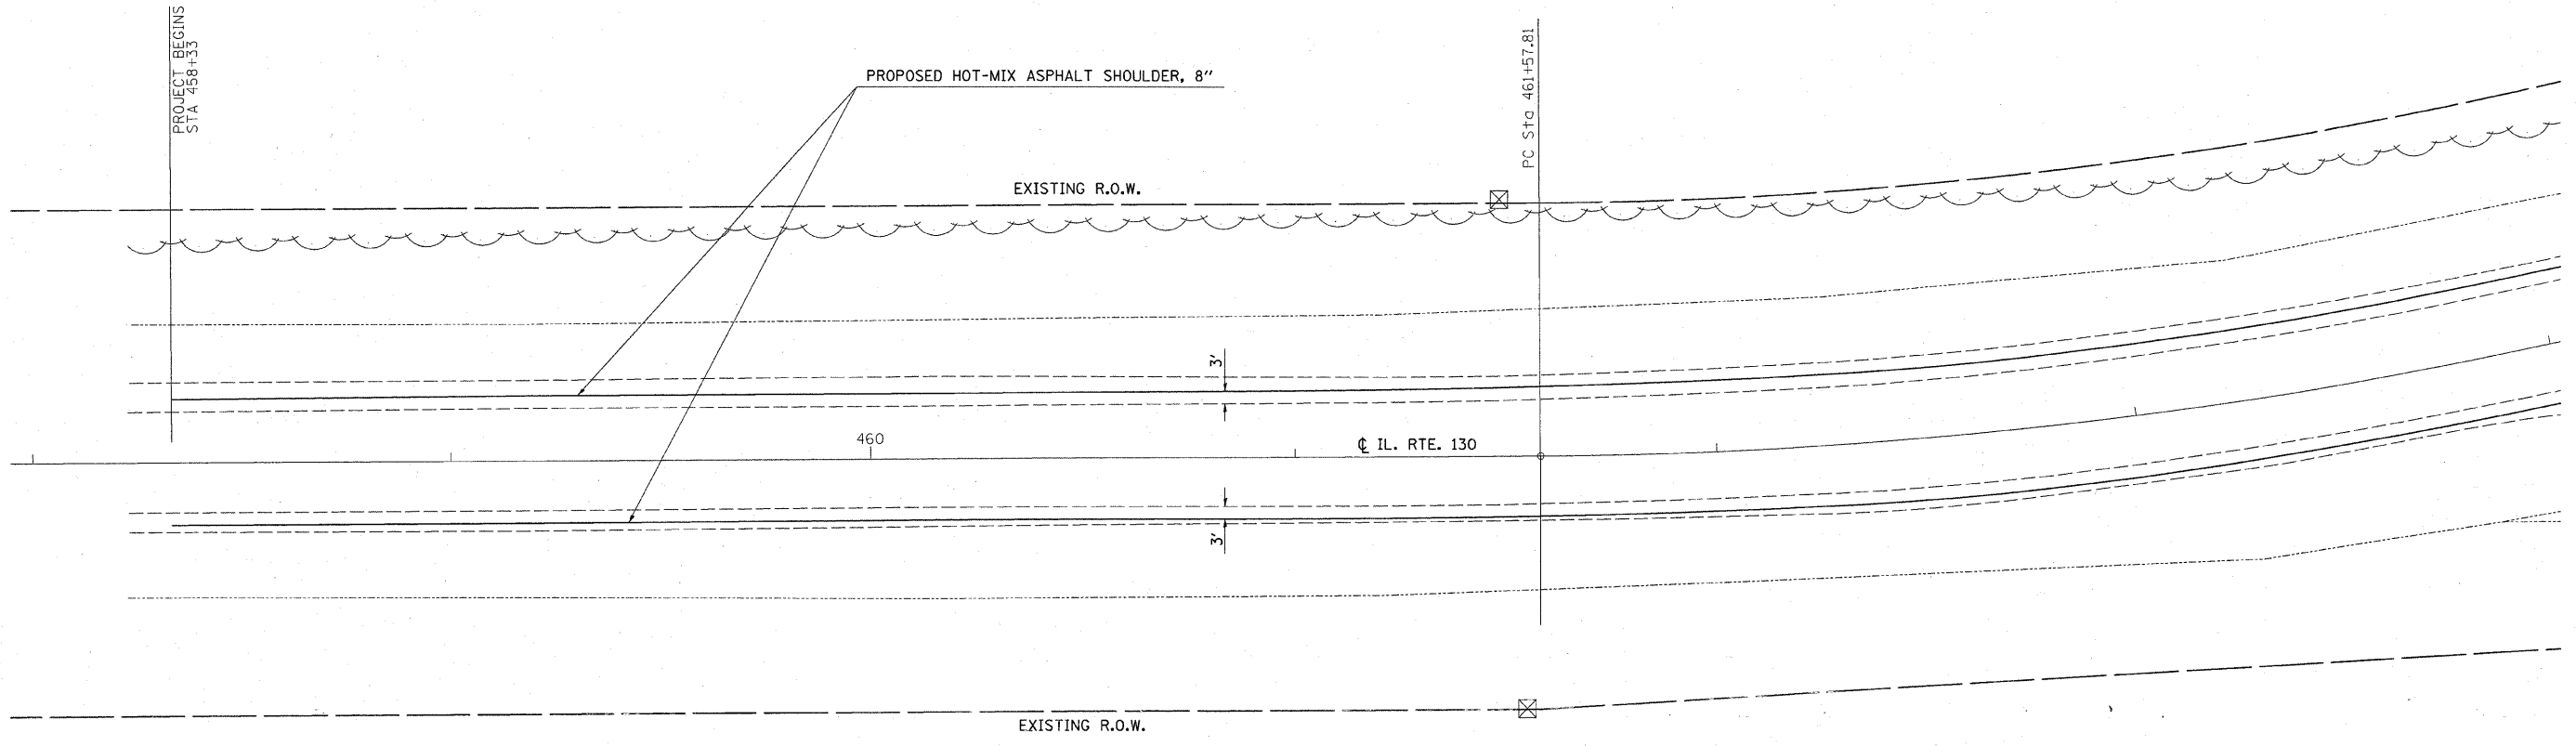 PROJECT BEGINS
STA 458+33
PROPOSED HOT-MIX ASPHALT SHOULDER, 8"
PC Sta 461+57.81
EXISTING R.O.W.
3'
460
℄ IL. RTE. 130
3'
EXISTING R.O.W.